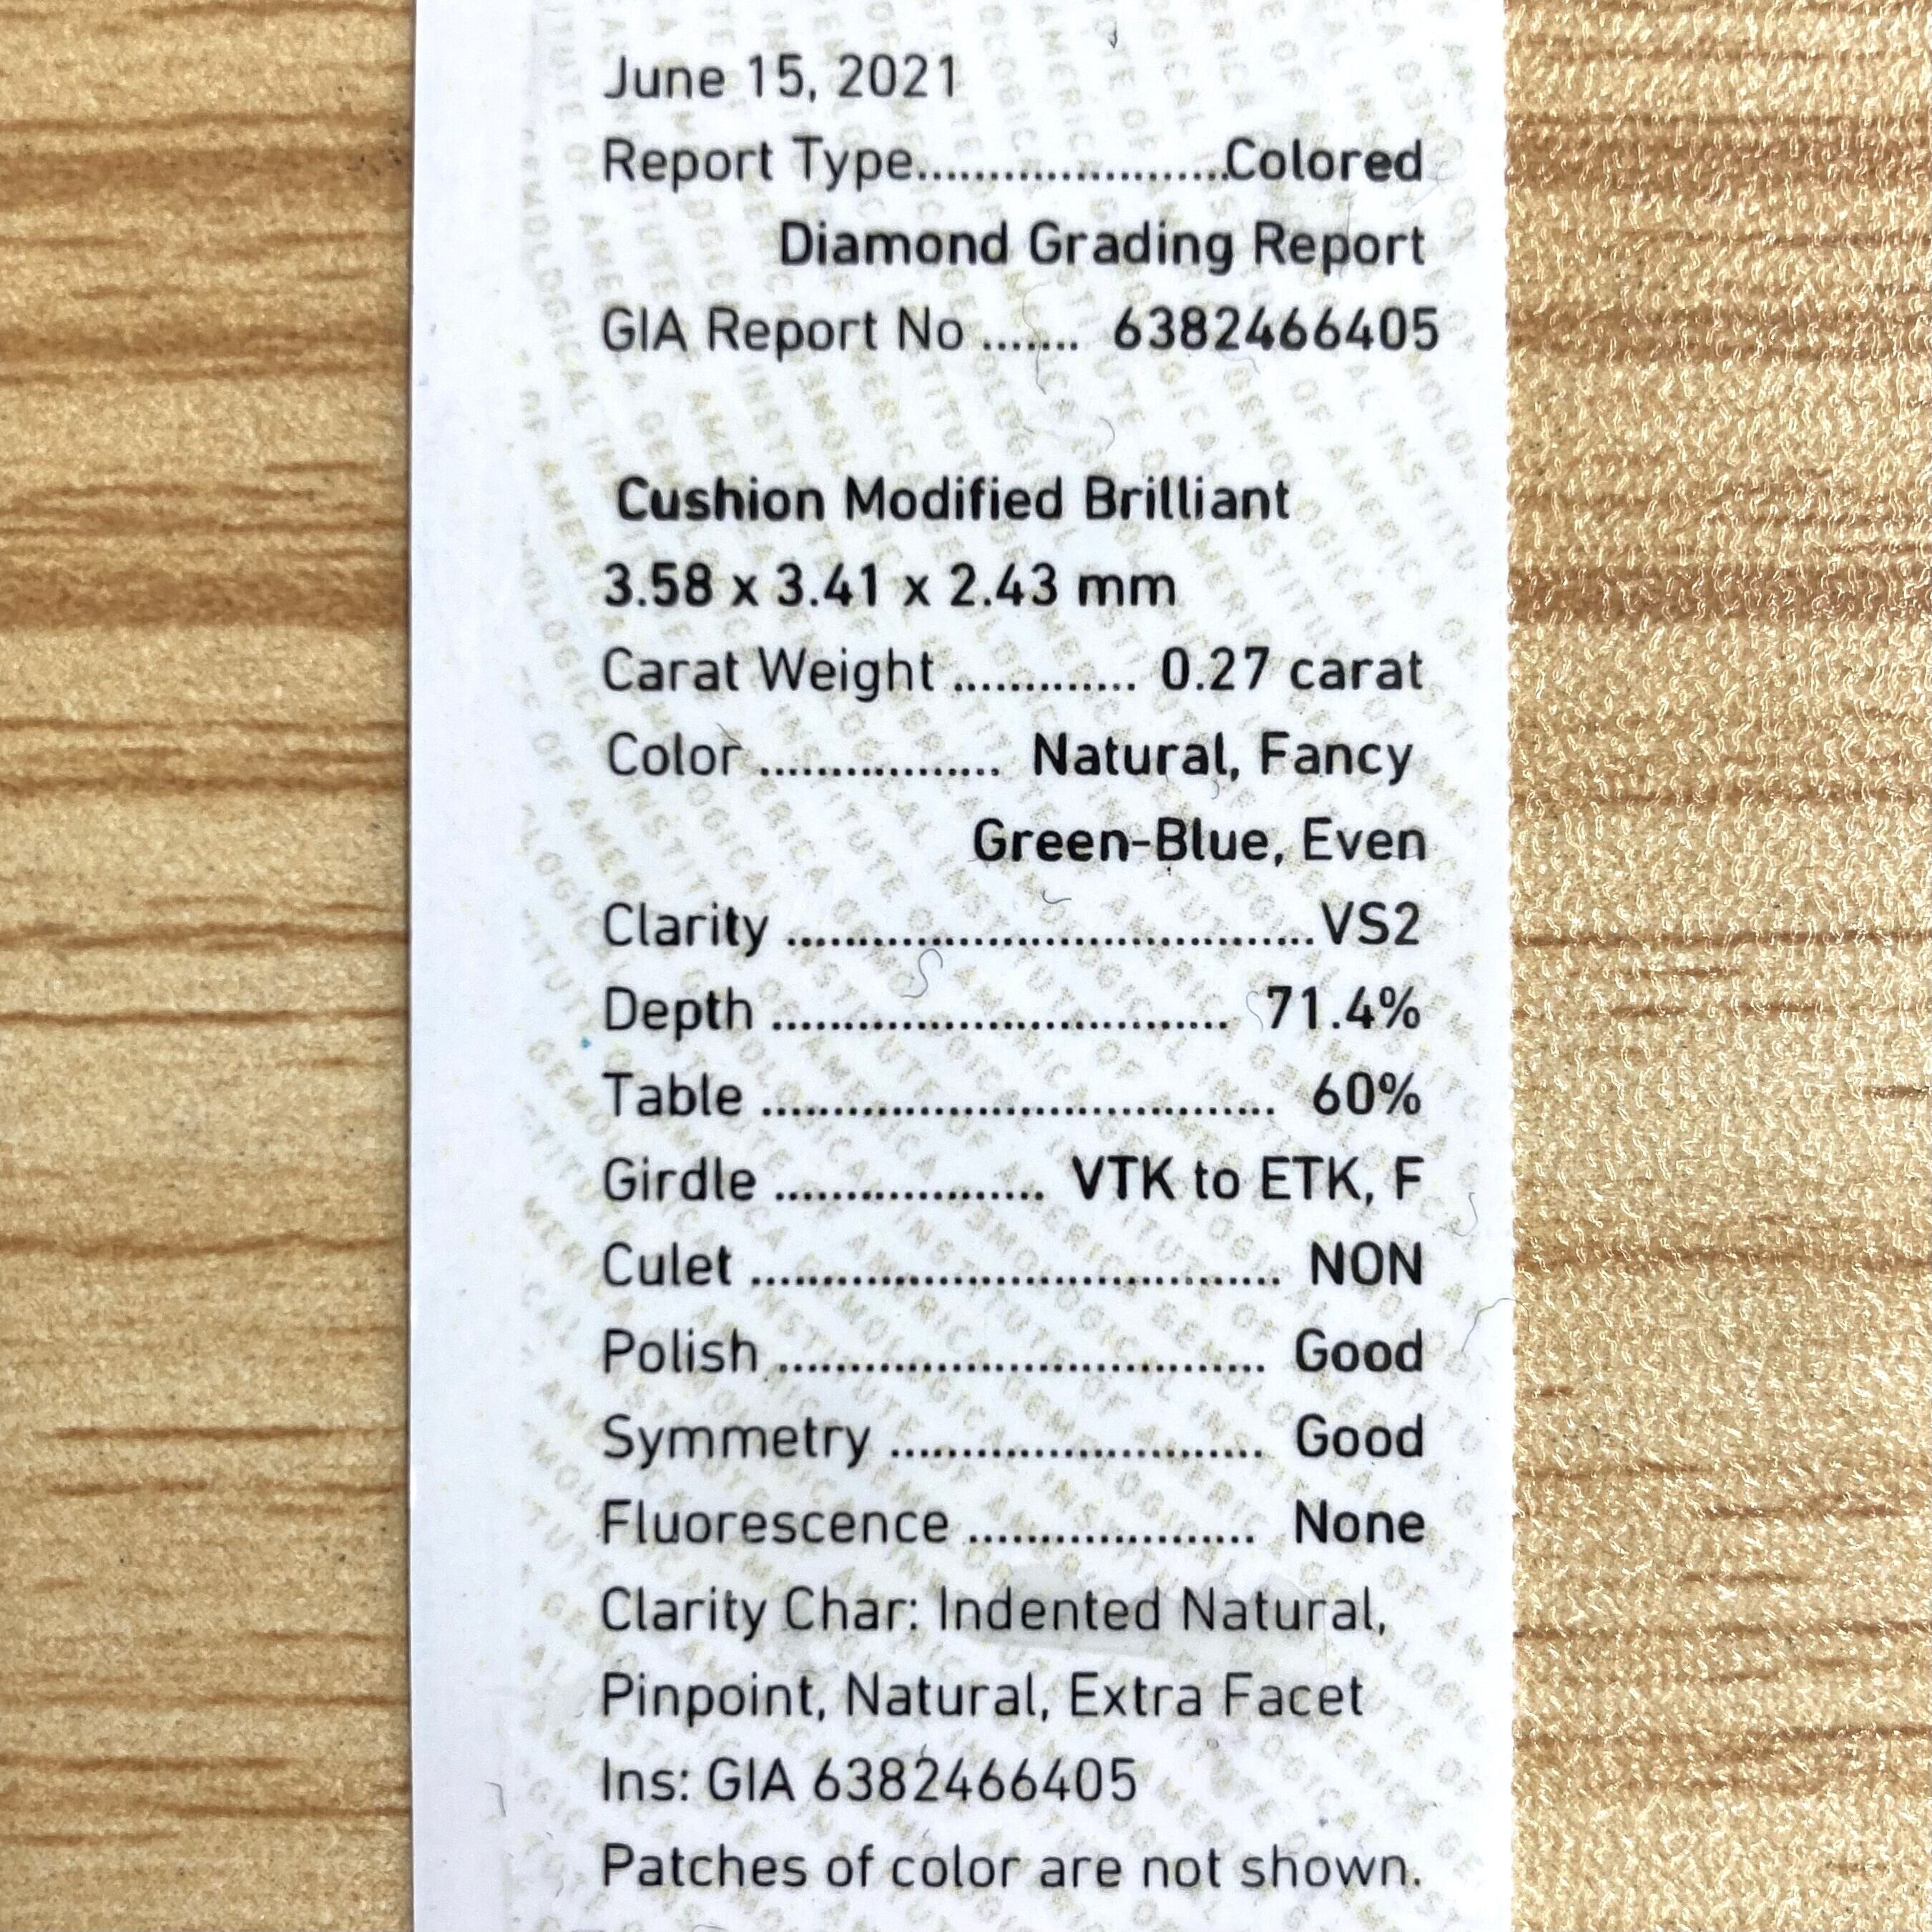 June 15, 2021
Report Type......................Colored
Diamond Grading Report
GIA Report No ....... 6382466405
Cushion Modified Brilliant
3.58 x 3.41 x 2.43 mm
Carat Weight ............. 0.27 carat
Color ................. Natural, Fancy
Green-Blue, Even
Clarity .....................................VS2
Depth ................................ 71.4%
Table .................................... 60%
Girdle ................... VTK to ETK, F
Culet ..................................... NON
Polish .................................. Good
Symmetry .......................... Good
Fluorescence .................... None
Clarity Char: Indented Natural,
Pinpoint, Natural, Extra Facet
Ins: GIA 6382466405
Patches of color are not shown.